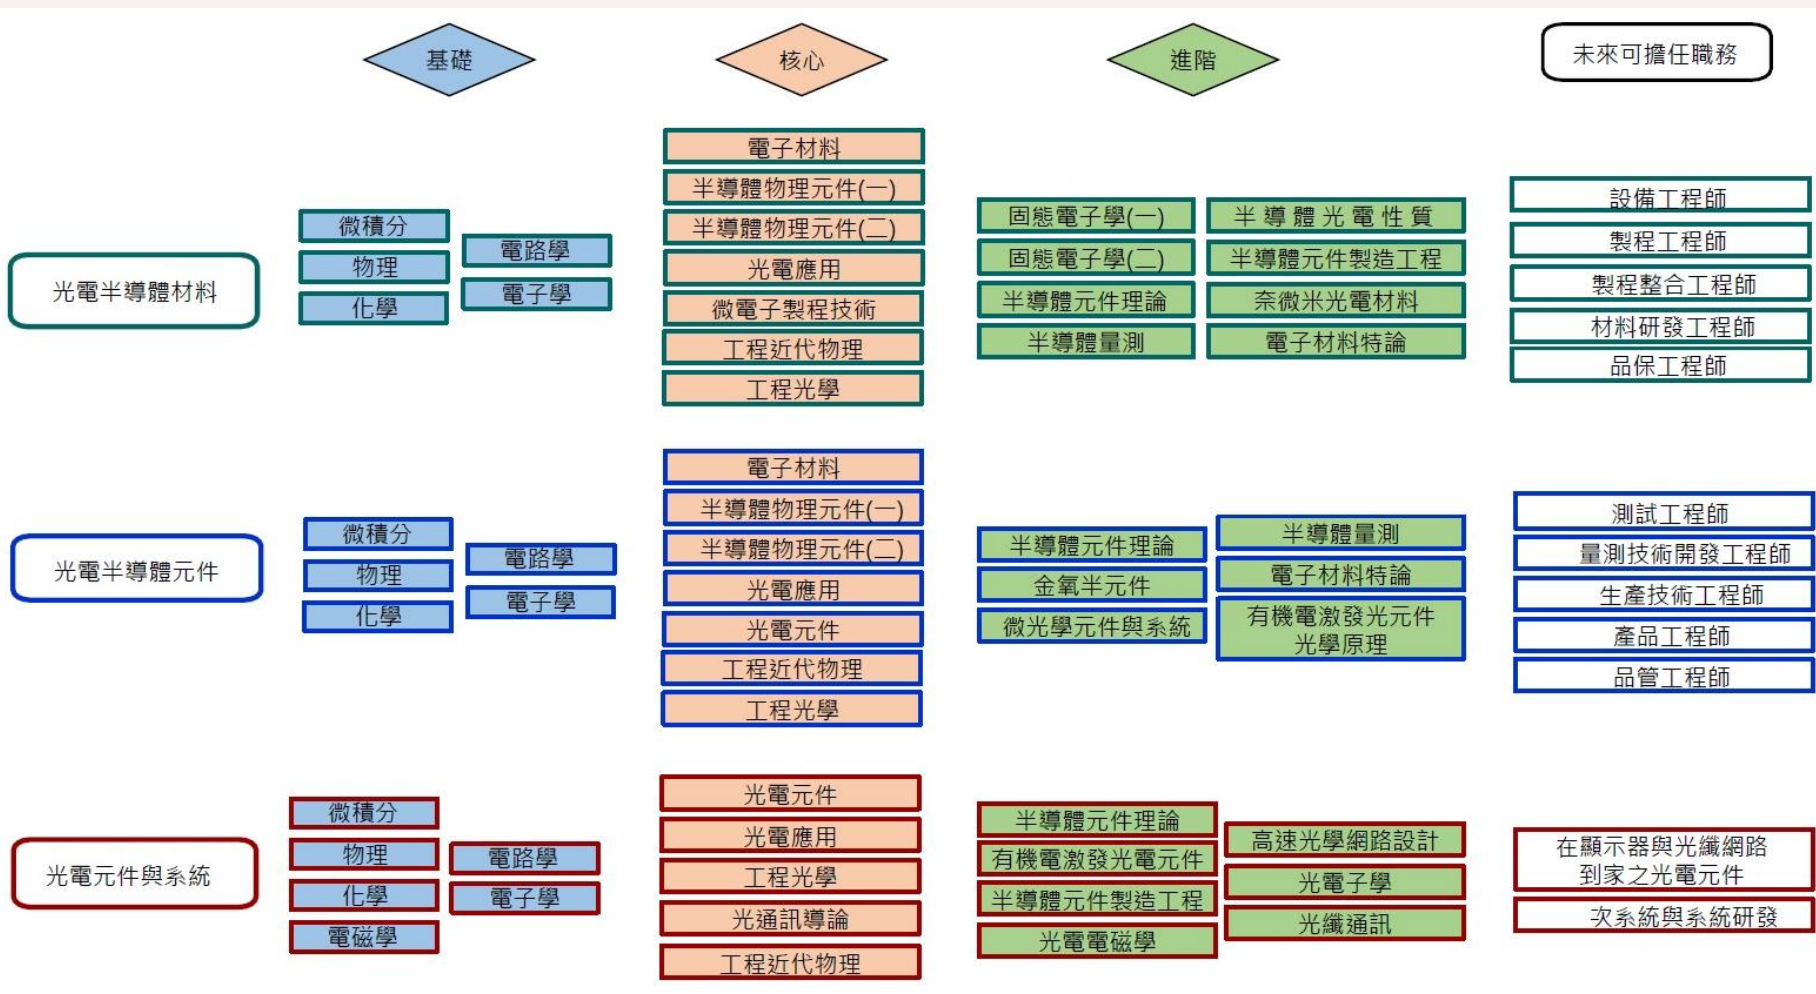 基礎
核心
進階
未來可擔任職務
光電半導體材料
微積分
物理
化學
電路學
電子學
電子材料
半導體物理元件(一)
半導體物理元件(二)
光電應用
微電子製程技術
工程近代物理
工程光學
固態電子學(一)
固態電子學(二)
半導體元件理論
半導體量測
半導體光電性質
半導體元件製造工程
奈微米光電材料
電子材料特論
設備工程師
製程工程師
製程整合工程師
材料研發工程師
品保工程師
光電半導體元件
微積分
物理
化學
電路學
電子學
電子材料
半導體物理元件(一)
半導體物理元件(二)
光電應用
光電元件
工程近代物理
工程光學
半導體元件理論
金氧半元件
微光學元件與系統
半導體量測
電子材料特論
有機電激發光元件
光學原理
測試工程師
量測技術開發工程師
生產技術工程師
產品工程師
品管工程師
光電元件與系統
微積分
物理
化學
電磁學
電路學
電子學
光電元件
光電應用
工程光學
光通訊導論
工程近代物理
半導體元件理論
有機電激發光電元件
半導體元件製造工程
光電電磁學
高速光學網路設計
光電子學
光纖通訊
在顯示器與光纖網路
到家之光電元件
次系統與系統研發